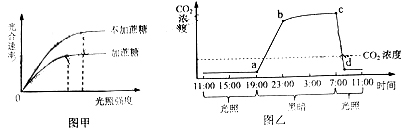 光合速率
不加蔗糖
加蔗糖
光照强度
图甲
CO2
浓度
a
b
c
d
CO2浓度
11:00 15:00 19:00 23:00 3:00 7:00 11:00 时间
光照 黑暗 光照
图乙